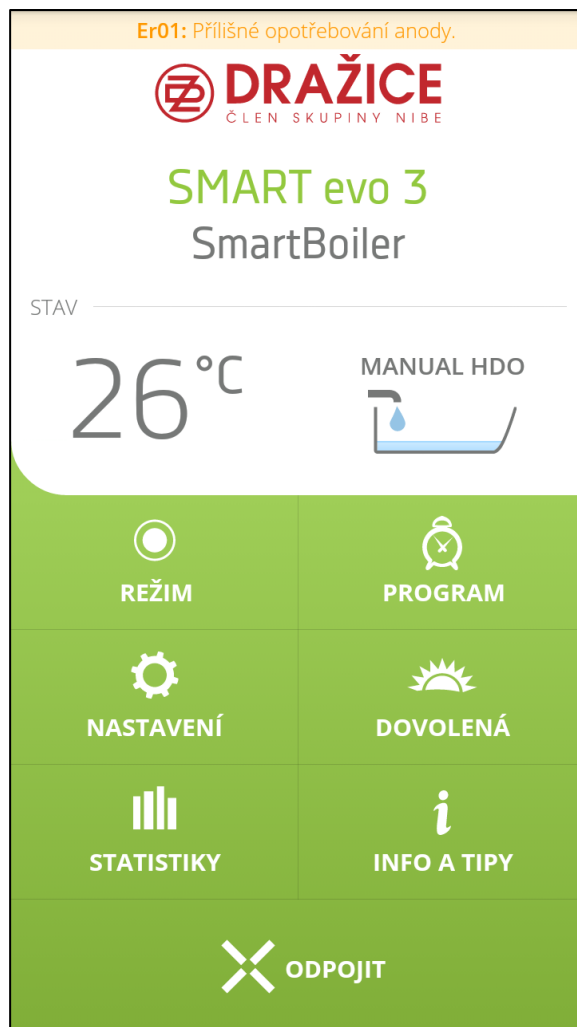 Er01: Přílišné opotřebování anody.
DRAŽICE
ČLEN SKUPINY NIBE
SMART evo 3
SmartBoiler
STAV
26 °C
MANUAL HDO
REŽIM
PROGRAM
NASTAVENÍ
DOVOLENÁ
STATISTIKY
INFO A TIPY
ODPOJIT